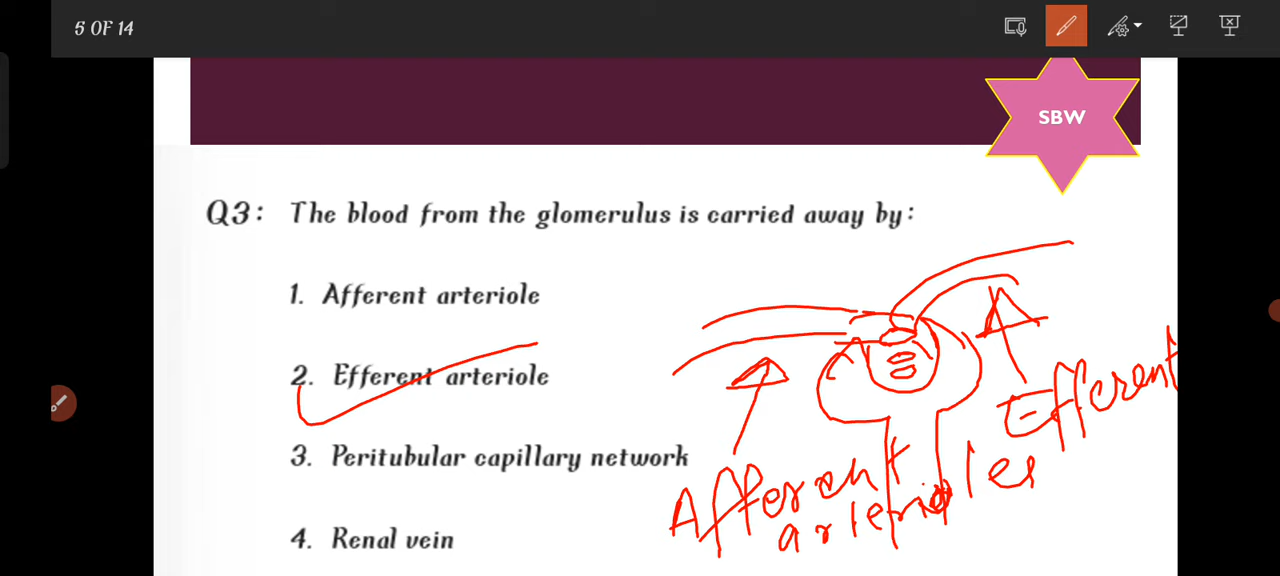 5 OF 14
SBW
Q3: The blood from the glomerulus is carried away by:
1. Afferent arteriole
2. Efferent arteriole
3. Peritubular capillary network
4. Renal vein
Efferent
Afferent
arterioles